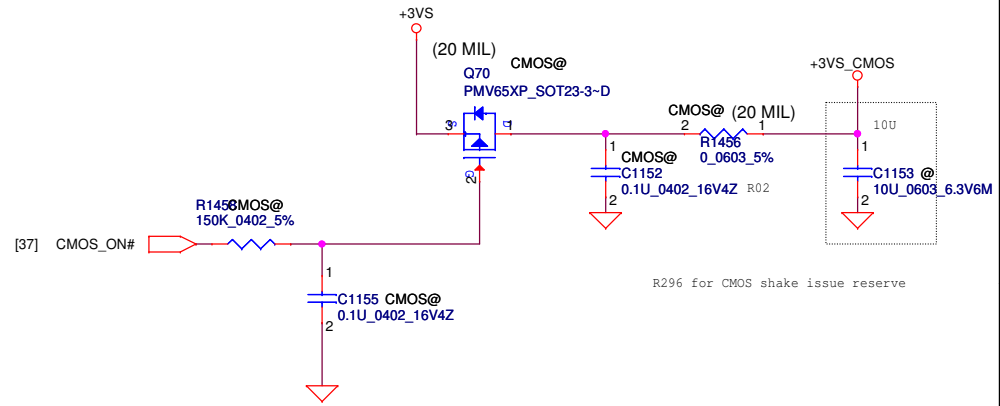 +3VS
(20 MIL)
CMOS@
Q70
PMV65XP_SOT23-3~D
+3VS_CMOS
CMOS@ (20 MIL)
10U
3 S
D 1
2
1
R1456
0_0603_5%
G
2
1
CMOS@
C1152
0.1U_0402_16V4Z
R02
2
1
C1153 @
10U_0603_6.3V6M
2
CMOS@
150K_0402_5%
[37] CMOS_ON#
R296 for CMOS shake issue reserve
1
C1155 CMOS@
0.1U_0402_16V4Z
2